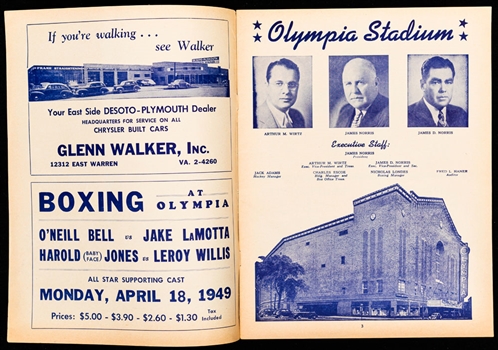 If you're walking . . .
see Walker
Your East Side DESOTO-PLYMOUTH Dealer
HEADQUARTERS FOR SERVICE ON ALL
CHRYSLER BUILT CARS
GLENN WALKER, Inc.
12312 EAST WARREN VA. 2-4260
BOXING AT OLYMPIA
O'NEILL BELL vs JAKE LaMOTTA
HAROLD (BABY FACE) JONES vs LEROY WILLIS
ALL STAR SUPPORTING CAST
MONDAY, APRIL 18, 1949
Prices: $5.00 - $3.90 - $2.60 - $1.30 Tax Included
Olympia Stadium
ARTHUR M. WIRTZ
JAMES NORRIS
JAMES D. NORRIS
Executive Staff:
JAMES NORRIS
President
ARTHUR M. WIRTZ
Exec. Vice-President and Treas.
JAMES D. NORRIS
Exec. Vice-President and Sec.
JACK ADAMS
Hockey Manager
CHARLES
Bldg. Manager and
Box Office Treas.
NICHOLAS LONDES
Boxing Manager
FRED
Auditor
3